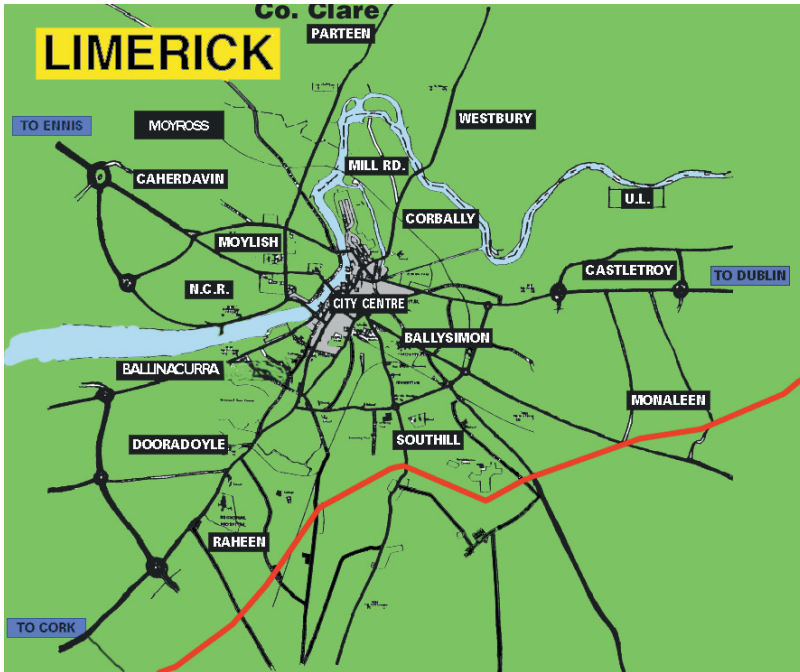 Co. Clare
PARTEEN
LIMERICK
WESTBURY
TO ENNIS
MOYROSS
MILL RD.
CAHERDAVIN
U.L.
CORBALLY
MOYLISH
CASTLETROY
TO DUBLIN
N.C.R.
CITY CENTRE
BALLYSIMON
BALLINACURRA
MONALEEN
DOORADOYLE
SOUTHILL
RAHEEN
TO CORK